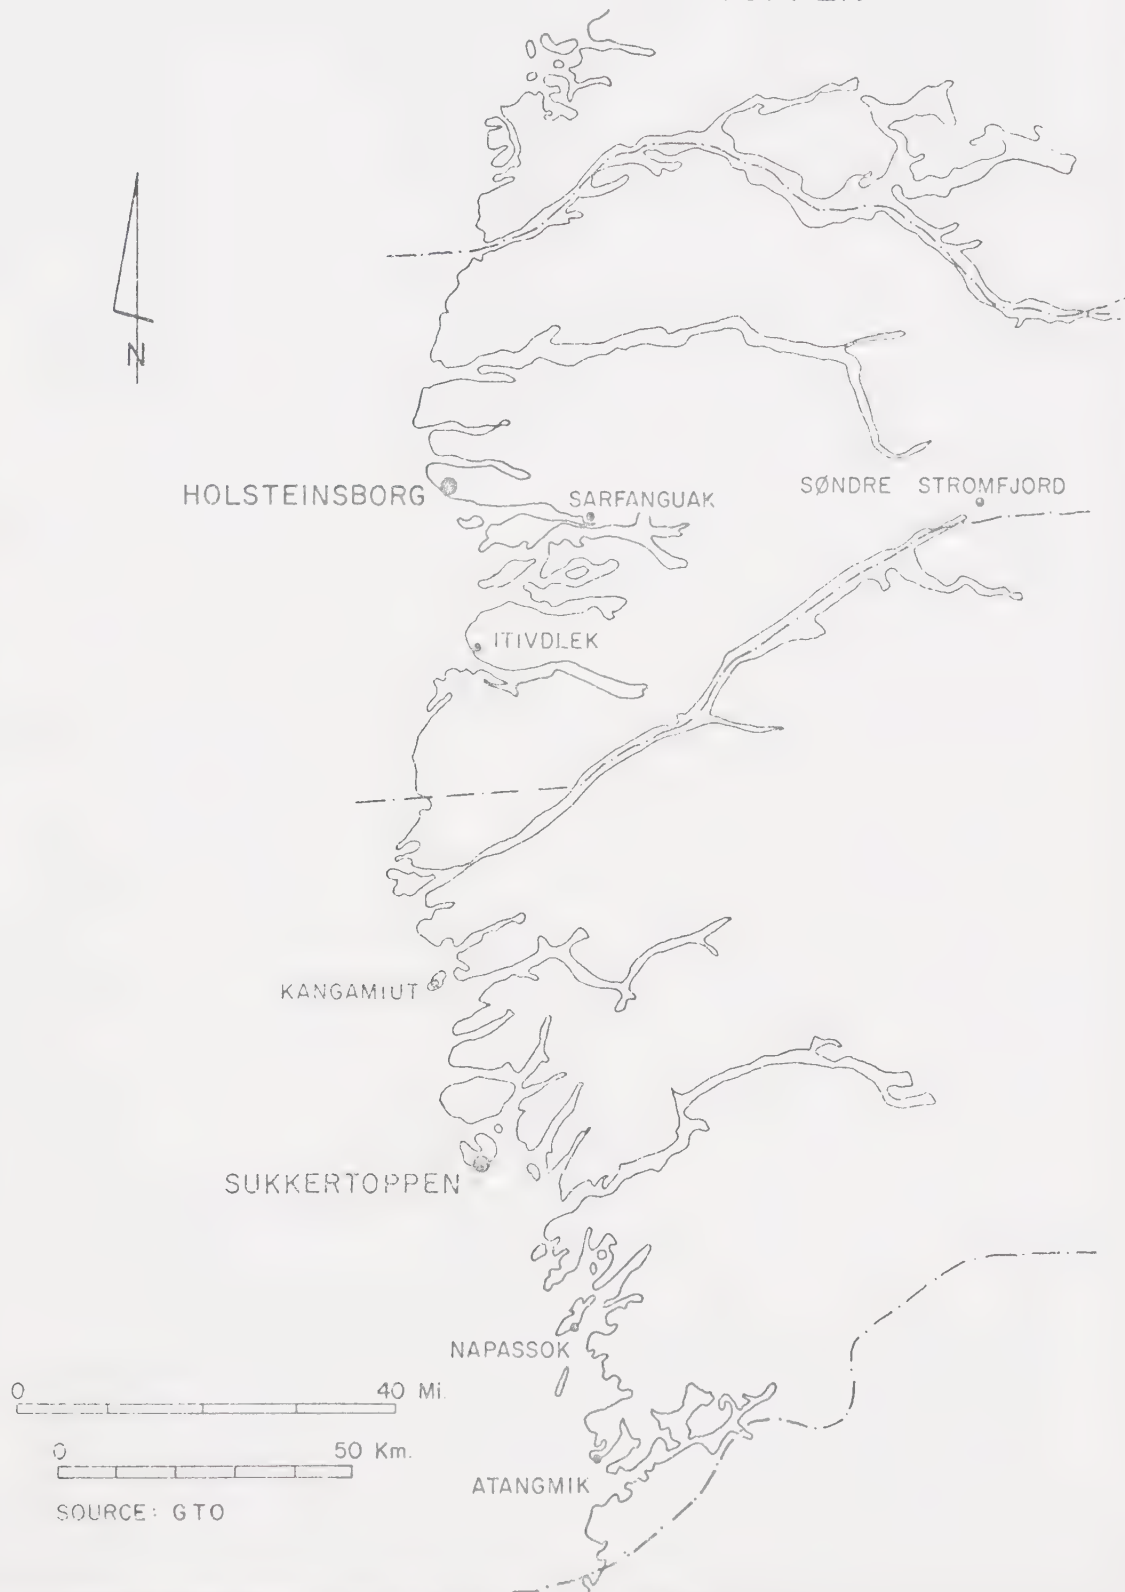 N
HOLSTEINSBORG
SARFANGUAK
SØNDRE STROMFJORD
ITIVDLEK
KANGAMIUT
SUKKERTOPPEN
NAPASSOK
0 40 Mi.
0 50 Km.
ATANGMIK
SOURCE: GTO